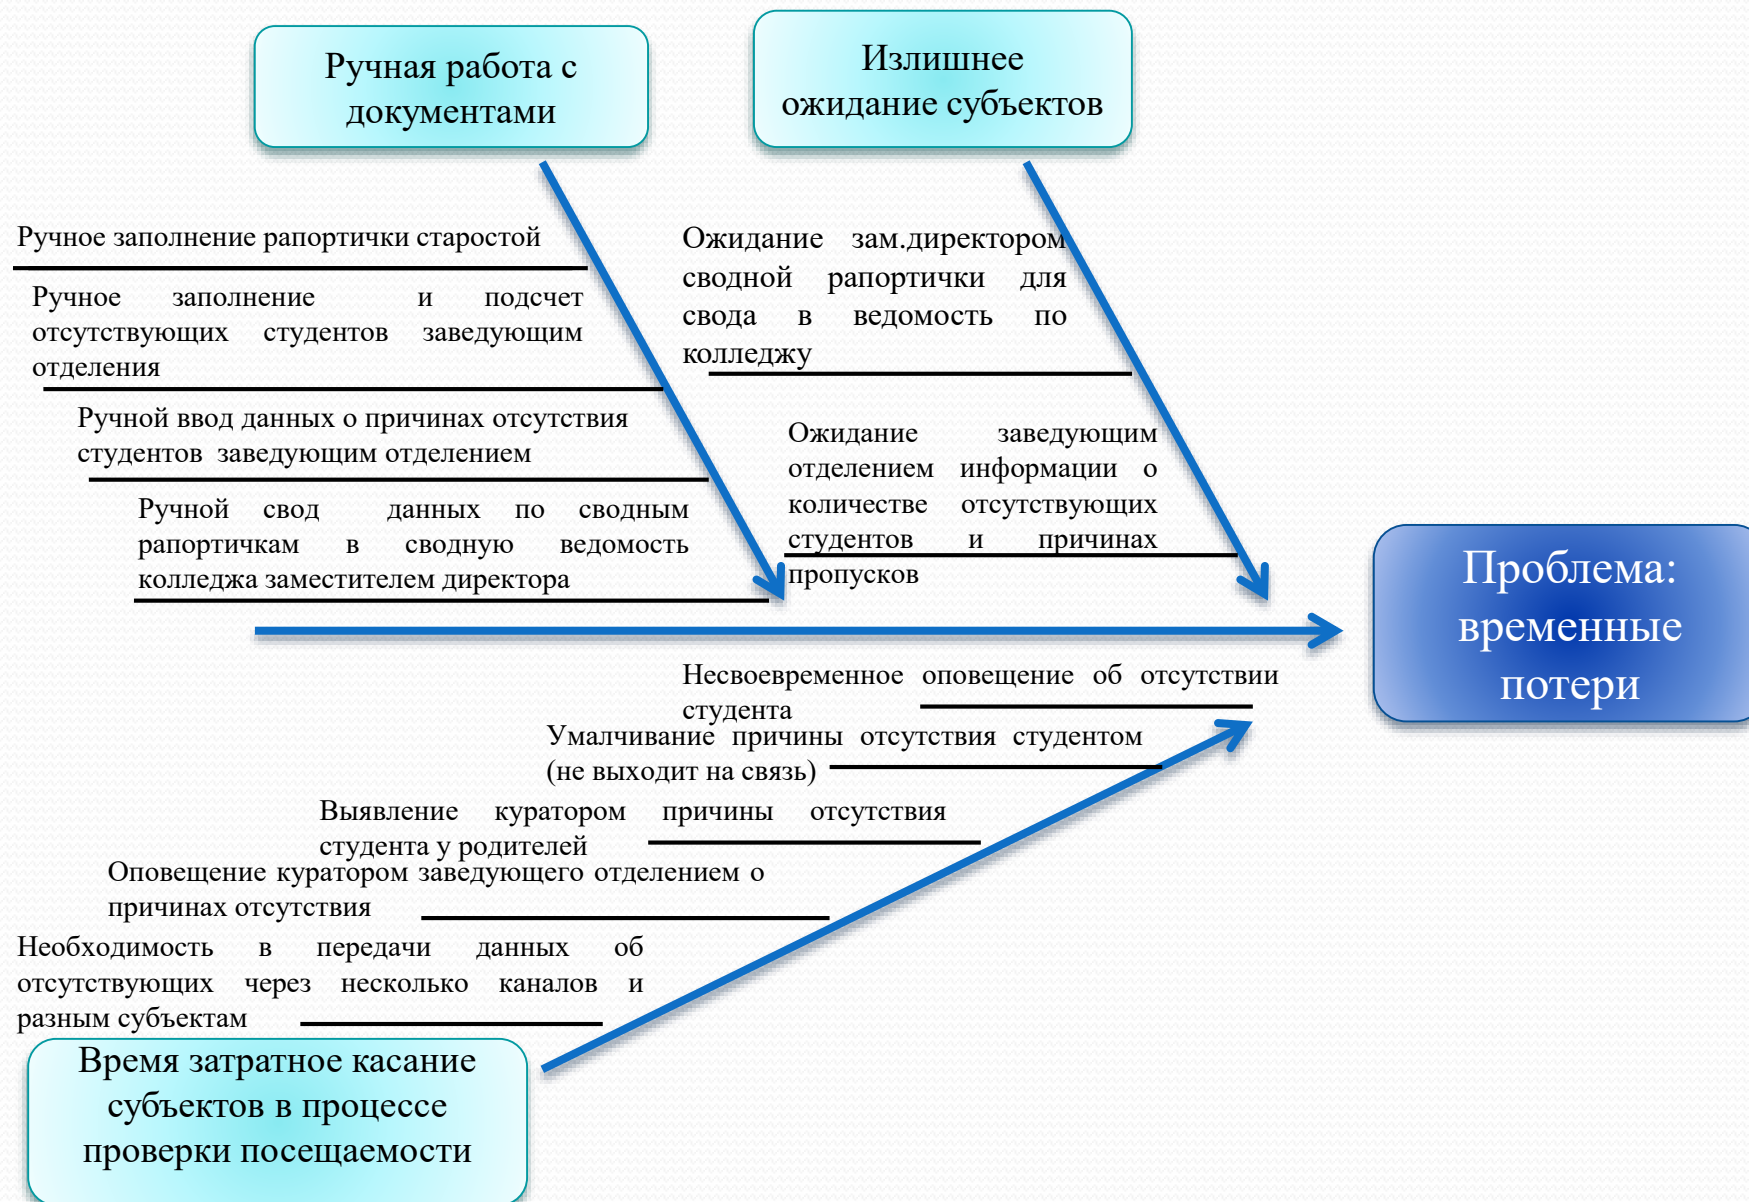 Ручная работа с
документами
Излишнее
ожидание субъектов
Ручное заполнение рапортички старостой
Ручное заполнение и подсчет
отсутствующих студентов заведующим
отделения
Ручной ввод данных о причинах отсутствия
студентов заведующим отделением
Ручной свод данных по сводным
рапортичкам в сводную ведомость
колледжа заместителем директора
Ожидание зам.директором
сводной рапортички для
свода в ведомость по
колледжу
Ожидание заведующим
отделением информации о
количестве отсутствующих
студентов и причинах
пропусков
Проблема:
временные
потери
Несвоевременное оповещение об отсутствии
студента
Умалчивание причины отсутствия студентом
(не выходит на связь)
Выявление куратором причины отсутствия
студента у родителей
Оповещение куратором заведующего отделением о
причинах отсутствия
Необходимость в передачи данных об
отсутствующих через несколько каналов и
разным субъектам
Время затратное касание
субъектов в процессе
проверки посещаемости